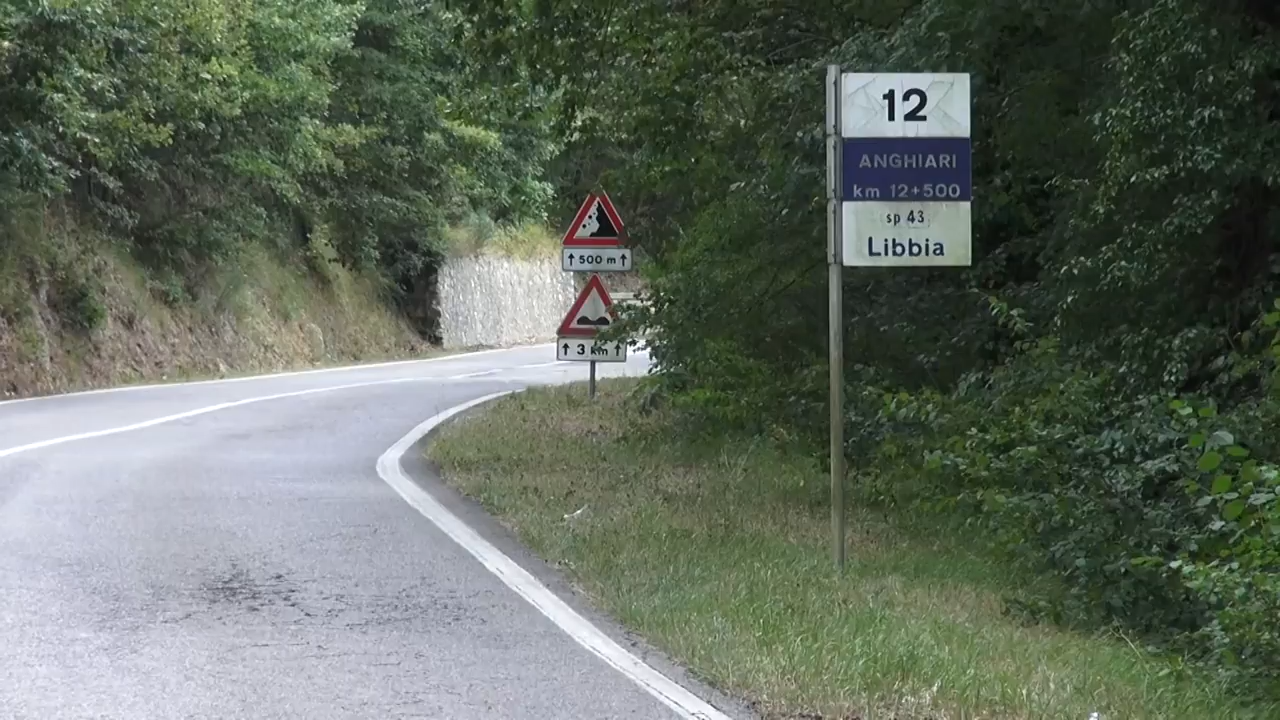 12
ANGHIARI
km 12+500
sp 43
Libbia
↑ 500 m ↑
↑ 3 km ↑